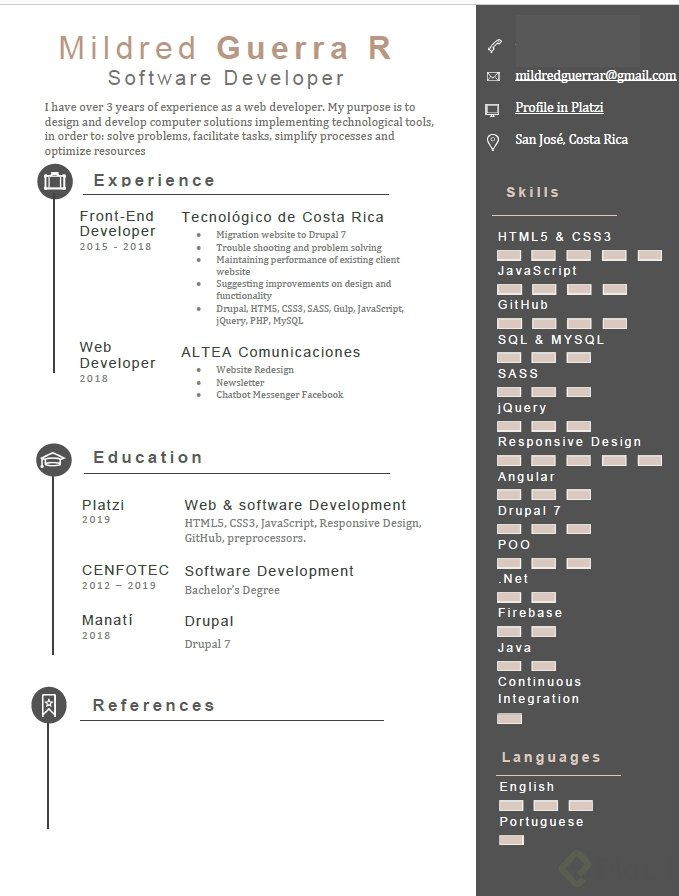 Mildred Guerra R
Software Developer
I have over 3 years of experience as a web developer. My purpose is to
design and develop computer solutions implementing technological tools,
in order to: solve problems, facilitate tasks, simplify processes and
optimize resources
Experience
Front-End
Developer
2015 - 2018
Tecnológico de Costa Rica
• Migration website to Drupal 7
• Trouble shooting and problem solving
• Maintaining performance of existing client
website
• Suggesting improvements on design and
functionality
• Drupal, HTM5, CSS3, SASS, Gulp, JavaScript,
jQuery, PHP, MySQL
Web
Developer
2018
ALTEA Comunicaciones
• Website Redesign
• Newsletter
• Chatbot Messenger Facebook
Education
Platzi
2019
Web & software Development
HTML5, CSS3, JavaScript, Responsive Design,
GitHub, preprocessors.
CENFOTEC
2012 – 2019
Software Development
Bachelor's Degree
Manatí
2018
Drupal
Drupal 7
References
mildredguerrar@gmail.com
Profile in Platzi
San José, Costa Rica
Skills
HTML5 & CSS3
JavaScript
GitHub
SQL & MYSQL
SASS
jQuery
Responsive Design
Angular
Drupal 7
POO
.Net
Firebase
Java
Continuous
Integration
Languages
English
Portuguese